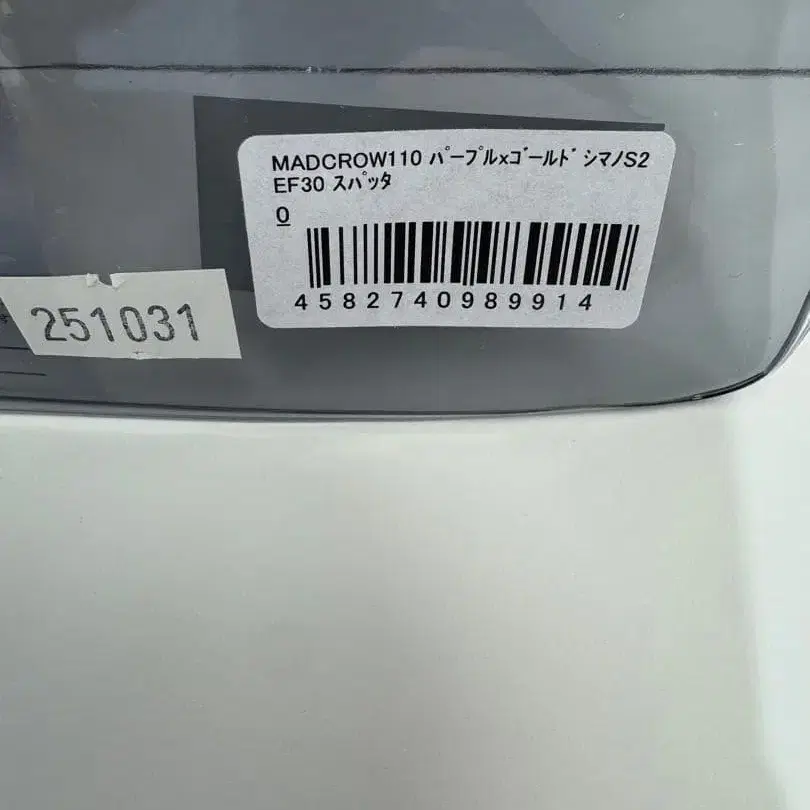 MADCROW110 ﾊﾟｰﾌﾟﾙxｺﾞｰﾙﾄﾞ ｼﾏﾉS2
EF30 ｽﾊﾟｯﾀ
0
4582740989914
251031